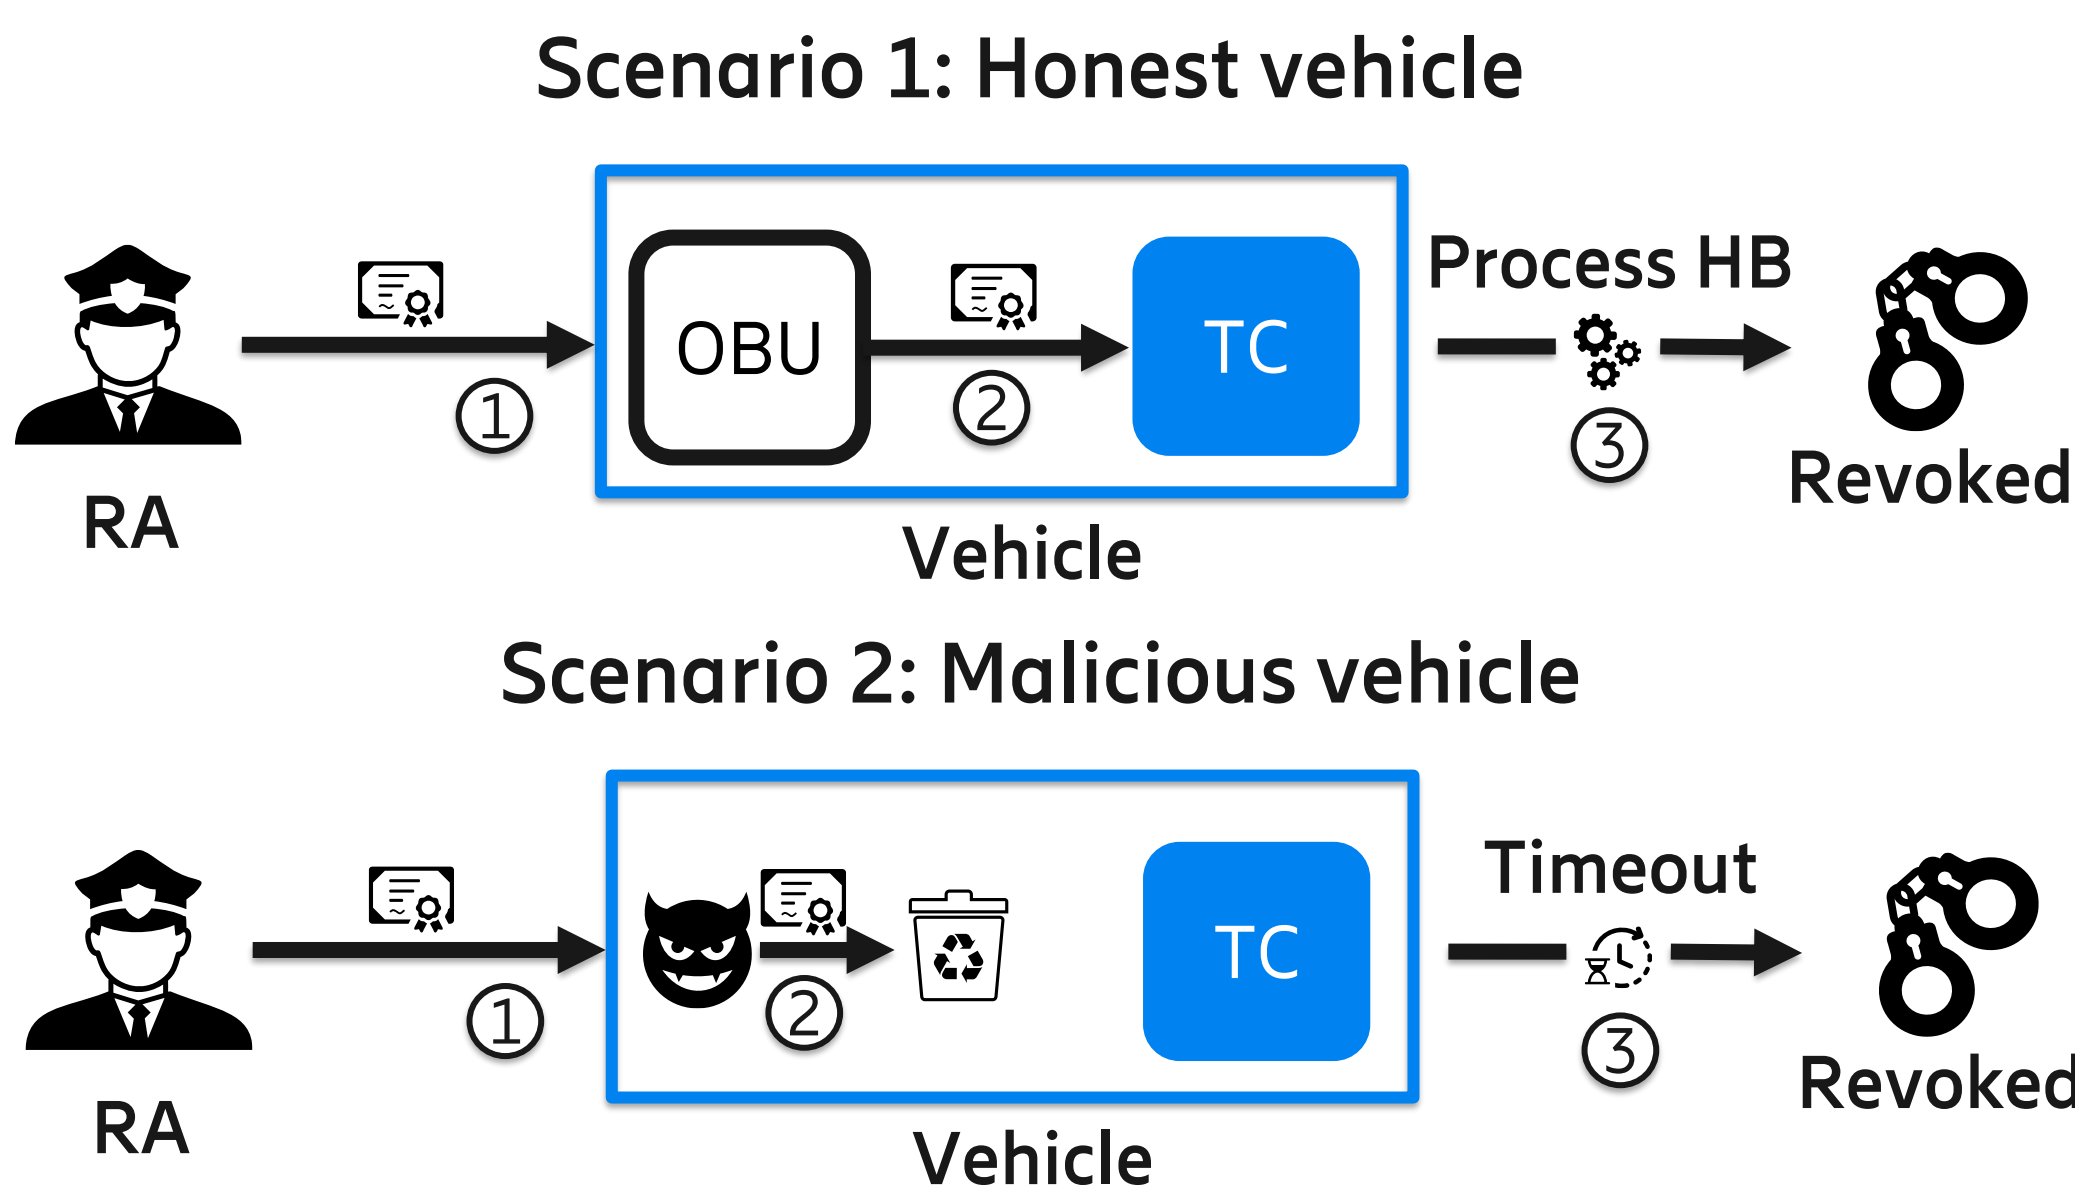 Scenario 1: Honest vehicle
Process HB
OBU
TC
1
2
3
Revoked
RA
Vehicle
Scenario 2: Malicious vehicle
Timeout
TC
1
2
3
Revoked
RA
Vehicle